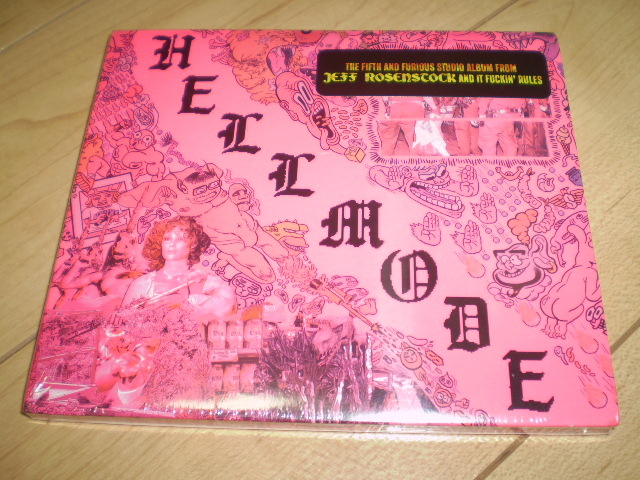 THE FIFTH AND FURIOUS STUDIO ALBUM FROM
JEFF ROSENSTOCK AND IT FUCKIN' RULES
HELLMODE